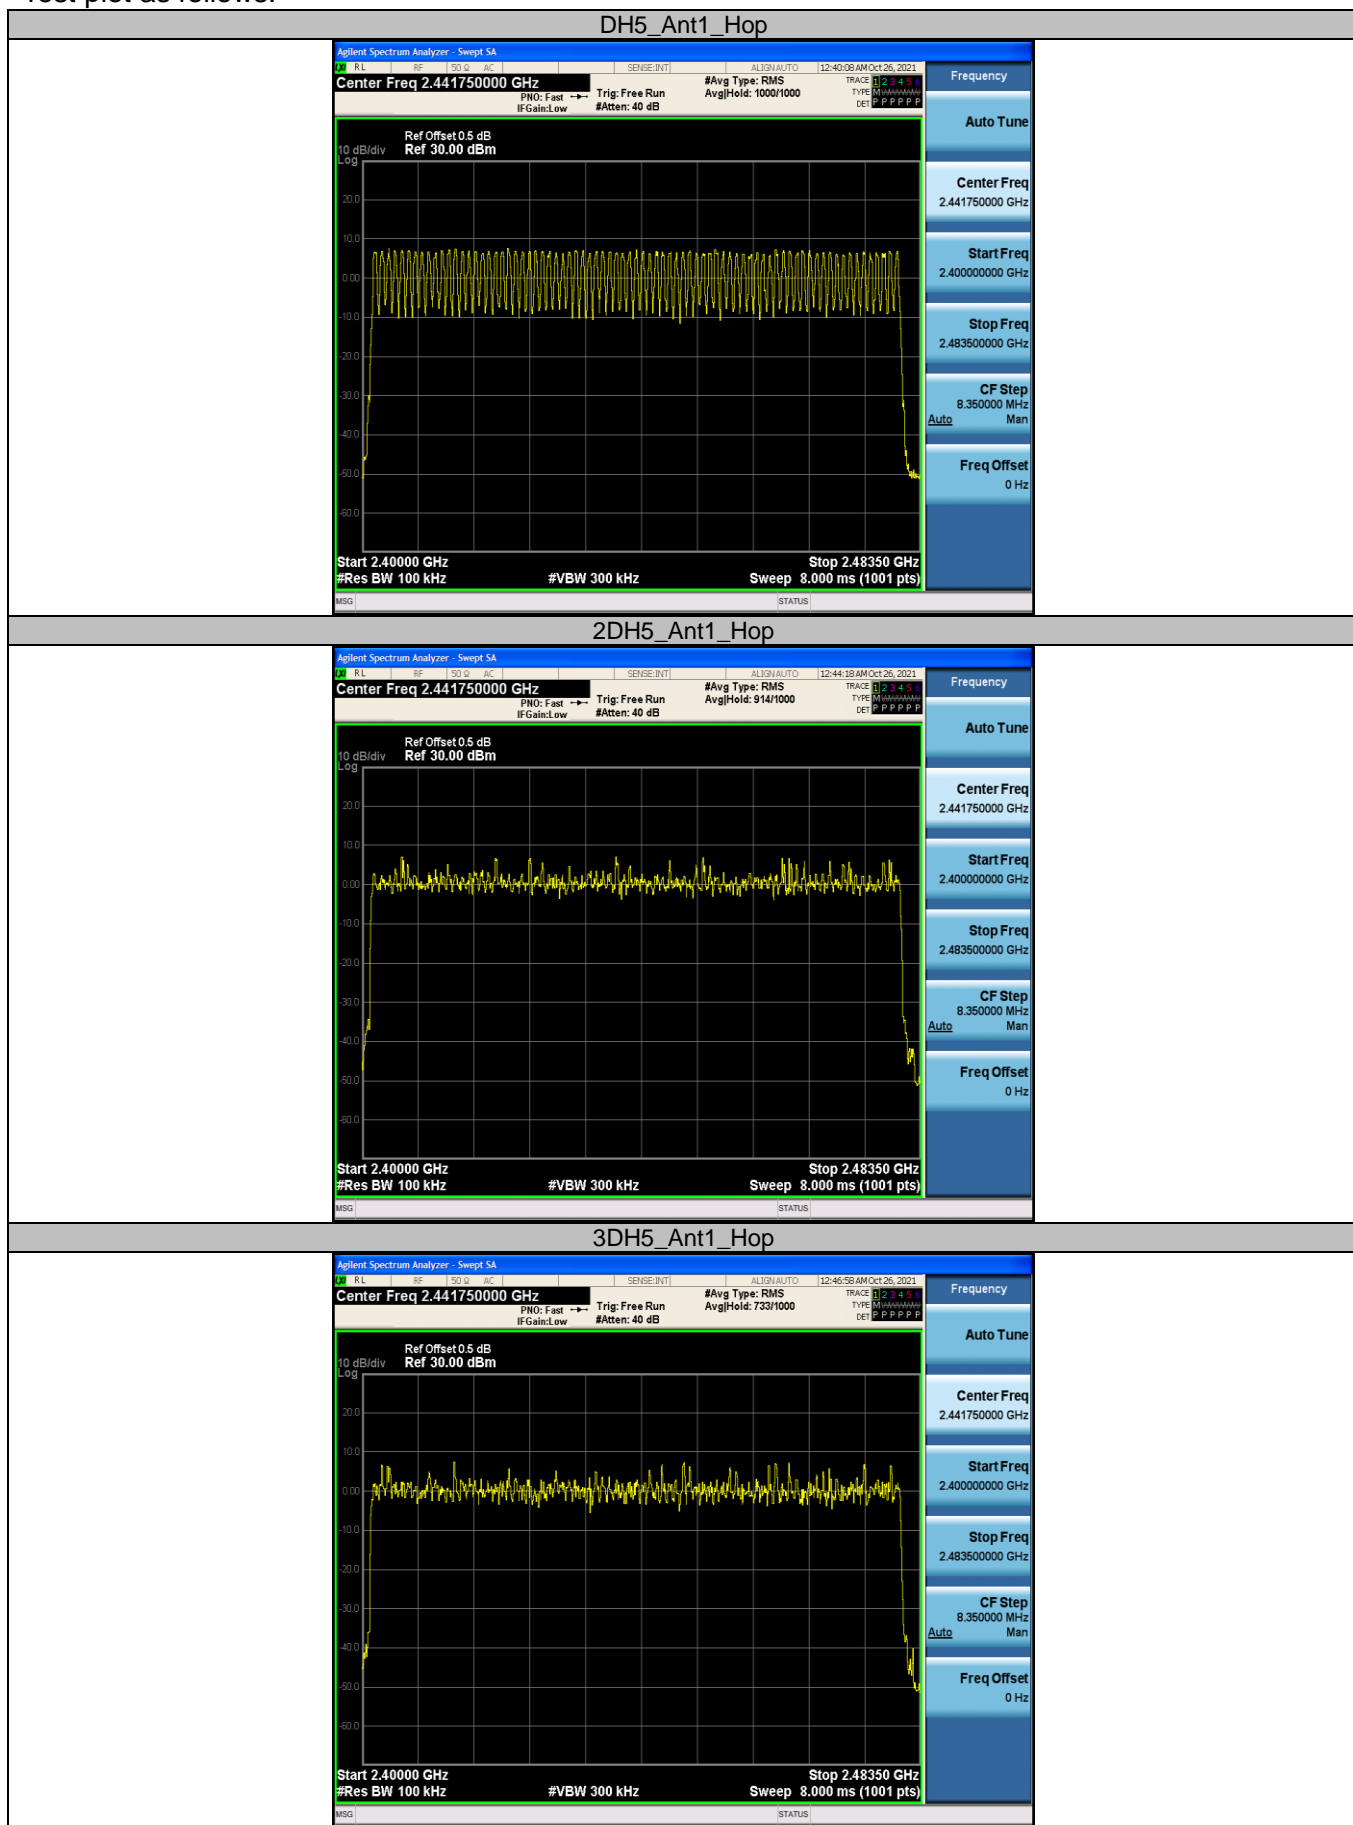 Test plot as follows:
DH5_Ant1_Hop
Agilent Spectrum Analyzer - Swept SA
LXI RL RF 50 Ω AC SENSE:INT ALIGNAUTO 12:40:08 AM Oct 26, 2021
Center Freq 2.441750000 GHz #Avg Type: RMS TRACE 1 2 3 4 5 6
PNO: Fast Trig: Free Run Avg|Hold: 1000/1000 TYPE M
IFGain:Low #Atten: 40 dB DET P P P P P P
Ref Offset 0.5 dB
10 dB/div Ref 30.00 dBm
Log
20.0
10.0
0.00
-10.0
-20.0
-30.0
-40.0
-50.0
-60.0
Start 2.40000 GHz Stop 2.48350 GHz
#Res BW 100 kHz #VBW 300 kHz Sweep 8.000 ms (1001 pts)
MSG STATUS
Frequency
Auto Tune
Center Freq
2.441750000 GHz
Start Freq
2.400000000 GHz
Stop Freq
2.483500000 GHz
CF Step
8.350000 MHz
Auto Man
Freq Offset
0 Hz
2DH5_Ant1_Hop
Agilent Spectrum Analyzer - Swept SA
LXI RL RF 50 Ω AC SENSE:INT ALIGNAUTO 12:44:18 AM Oct 26, 2021
Center Freq 2.441750000 GHz #Avg Type: RMS TRACE 1 2 3 4 5 6
PNO: Fast Trig: Free Run Avg|Hold: 914/1000 TYPE M
IFGain:Low #Atten: 40 dB DET P P P P P P
Ref Offset 0.5 dB
10 dB/div Ref 30.00 dBm
Log
20.0
10.0
0.00
-10.0
-20.0
-30.0
-40.0
-50.0
-60.0
Start 2.40000 GHz Stop 2.48350 GHz
#Res BW 100 kHz #VBW 300 kHz Sweep 8.000 ms (1001 pts)
MSG STATUS
Frequency
Auto Tune
Center Freq
2.441750000 GHz
Start Freq
2.400000000 GHz
Stop Freq
2.483500000 GHz
CF Step
8.350000 MHz
Auto Man
Freq Offset
0 Hz
3DH5_Ant1_Hop
Agilent Spectrum Analyzer - Swept SA
LXI RL RF 50 Ω AC SENSE:INT ALIGNAUTO 12:46:58 AM Oct 26, 2021
Center Freq 2.441750000 GHz #Avg Type: RMS TRACE 1 2 3 4 5 6
PNO: Fast Trig: Free Run Avg|Hold: 733/1000 TYPE M
IFGain:Low #Atten: 40 dB DET P P P P P P
Ref Offset 0.5 dB
10 dB/div Ref 30.00 dBm
Log
20.0
10.0
0.00
-10.0
-20.0
-30.0
-40.0
-50.0
-60.0
Start 2.40000 GHz Stop 2.48350 GHz
#Res BW 100 kHz #VBW 300 kHz Sweep 8.000 ms (1001 pts)
MSG STATUS
Frequency
Auto Tune
Center Freq
2.441750000 GHz
Start Freq
2.400000000 GHz
Stop Freq
2.483500000 GHz
CF Step
8.350000 MHz
Auto Man
Freq Offset
0 Hz